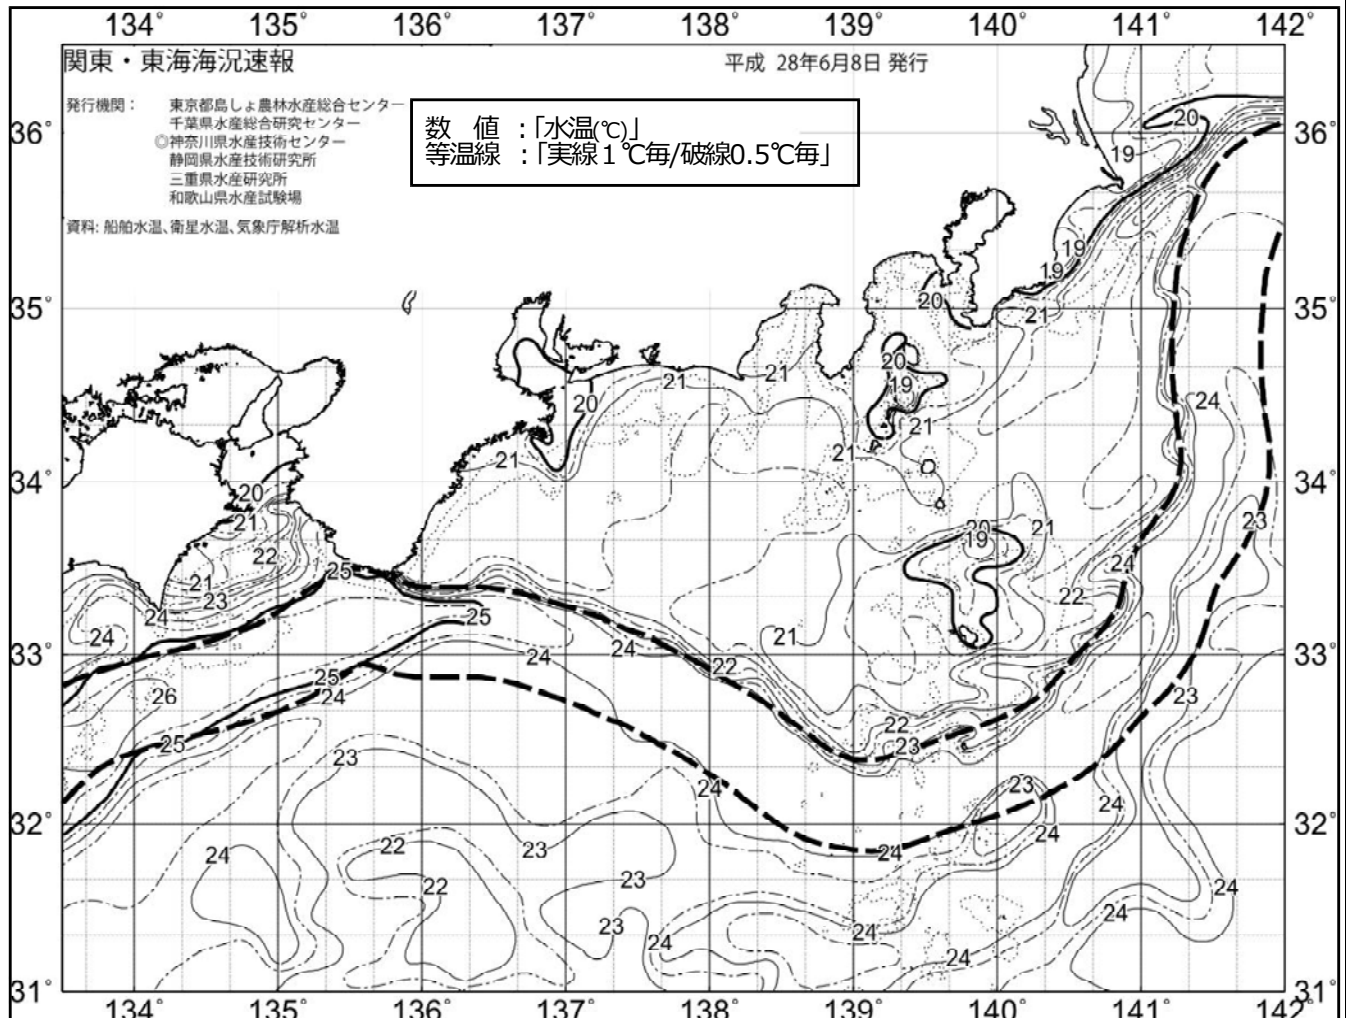 134° 135° 136° 137° 138° 139° 140° 141° 142°
関東・東海海況速報
平成 28年6月8日 発行
発行機関： 東京都島しょ農林水産総合センター
千葉県水産総合研究センター
◎神奈川県水産技術センター
静岡県水産技術研究所
三重県水産研究所
和歌山県水産試験場
資料: 船舶水温、衛星水温、気象庁解析水温
数 値 ：「水温(℃)」
等温線 ：「実線１℃毎/破線0.5℃毎」
36° 20 36°
19
19
19
35° 20 21 35°
21 21 20
19
20 24
21 21
21
34° 20 34°
21 23
20 21
19
22
25 24
21
23 22
24 25
24 21
33° 24 24 22 33°
25
26 24 23
22
25 23
23
24 23
24
32° 32°
24
22 23 24
24
22 23 24
24
23 24
24
24
31° 31°
134° 135° 136° 137° 138° 139° 140° 141° 142°